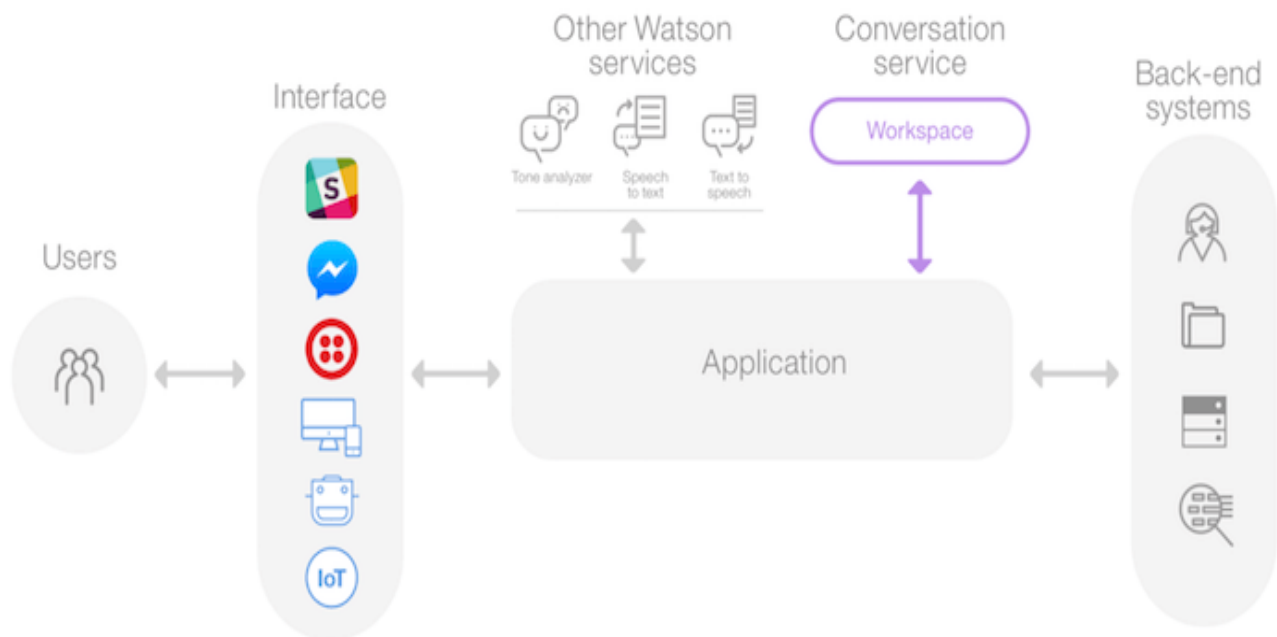 Other Watson
services
Conversation
service
Back-end
systems
Interface
Workspace
Tone analyzer
Speech
to text
Text to
speech
S
Users
Application
IoT